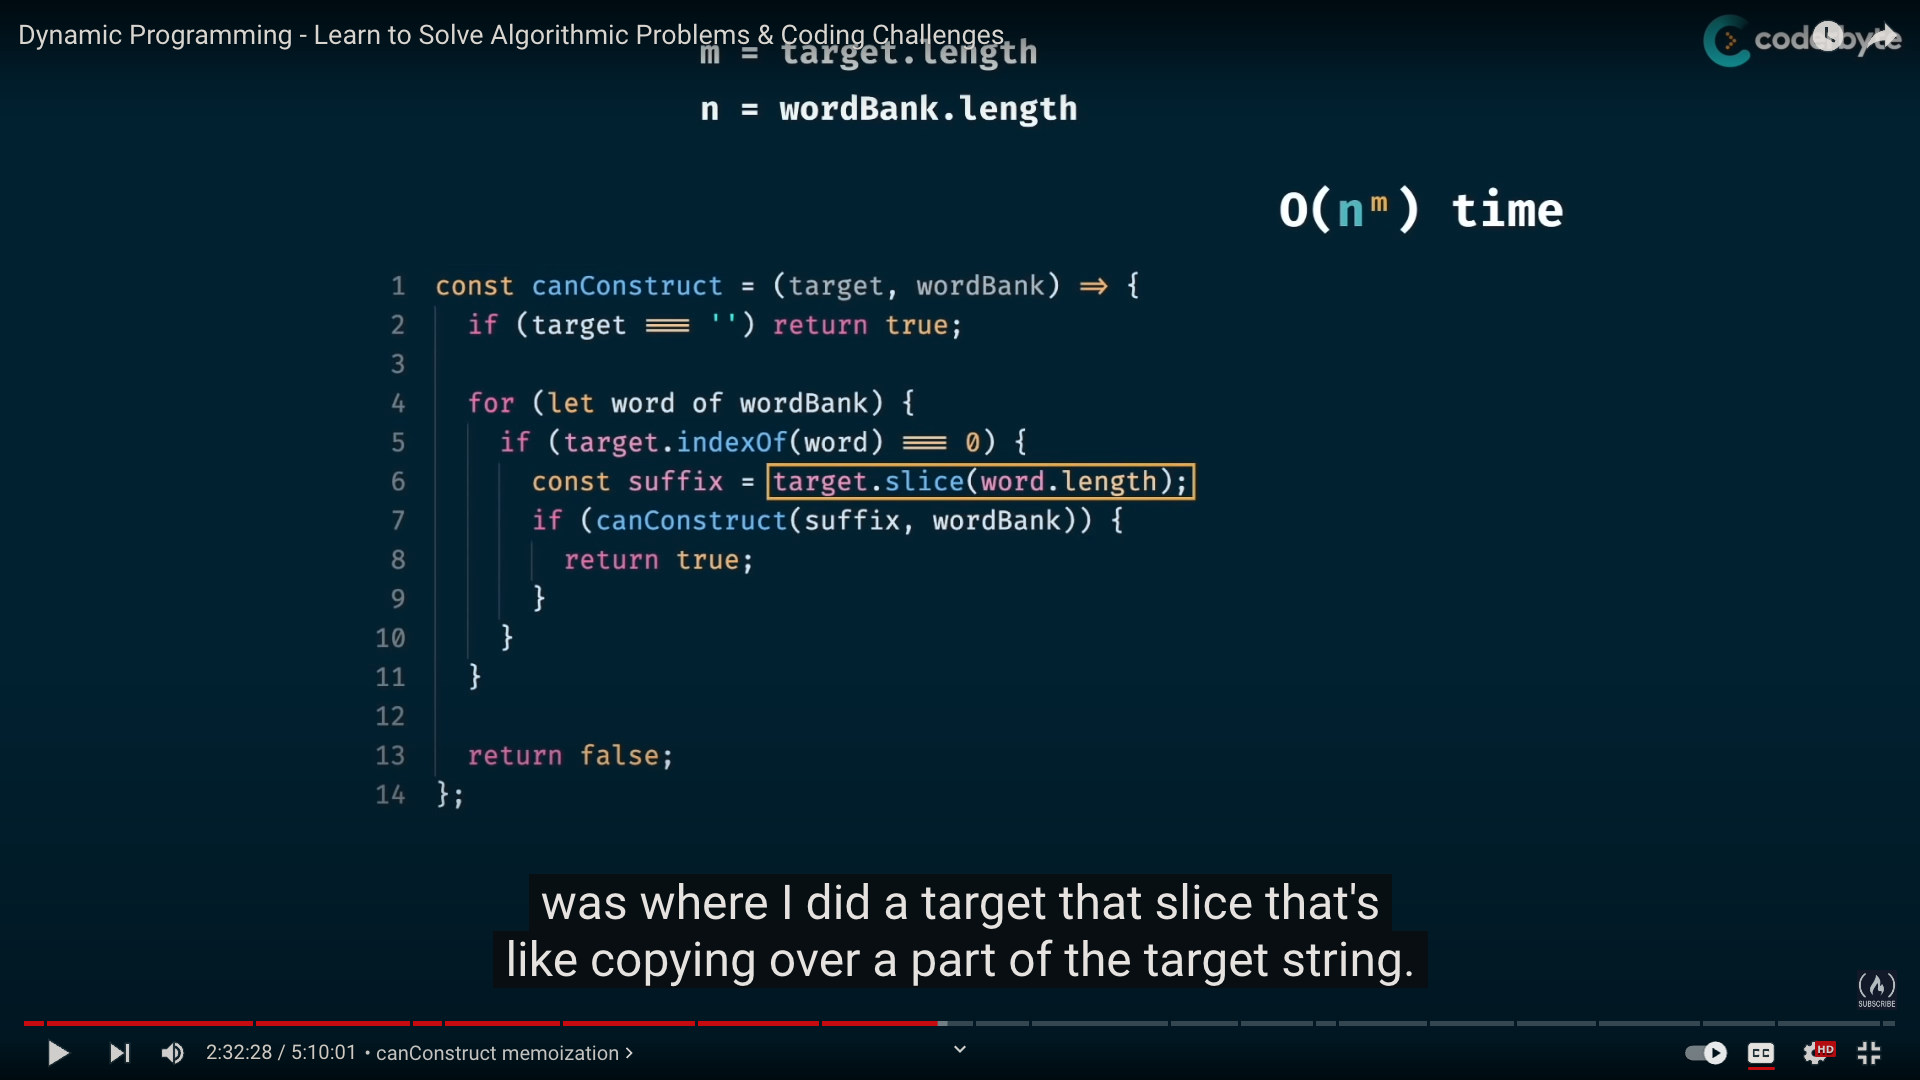 Dynamic Programming - Learn to Solve Algorithmic Problems & Coding Challenges
coderbyte
m = target.length
n = wordBank.length
O(nᵐ) time
1 const canConstruct = (target, wordBank) => {
2 if (target === '') return true;
3
4 for (let word of wordBank) {
5 if (target.indexOf(word) === 0) {
6 const suffix = target.slice(word.length);
7 if (canConstruct(suffix, wordBank)) {
8 return true;
9 }
10 }
11 }
12
13 return false;
14 };
was where I did a target that slice that's
like copying over a part of the target string.
SUBSCRIBE
2:32:28 / 5:10:01 • canConstruct memoization >
CC
HD